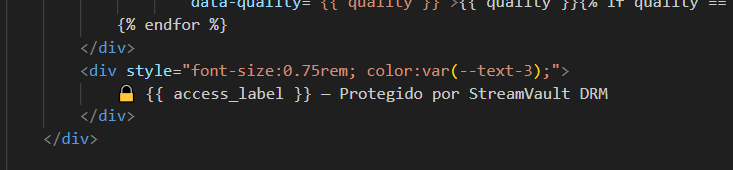 data-quality="{{ quality }}">{{ quality }}{% if quality ==
{% endfor %}
</div>
<div style="font-size:0.75rem; color:var(--text-3);">
🔒 {{ access_label }} — Protegido por StreamVault DRM
</div>
</div>